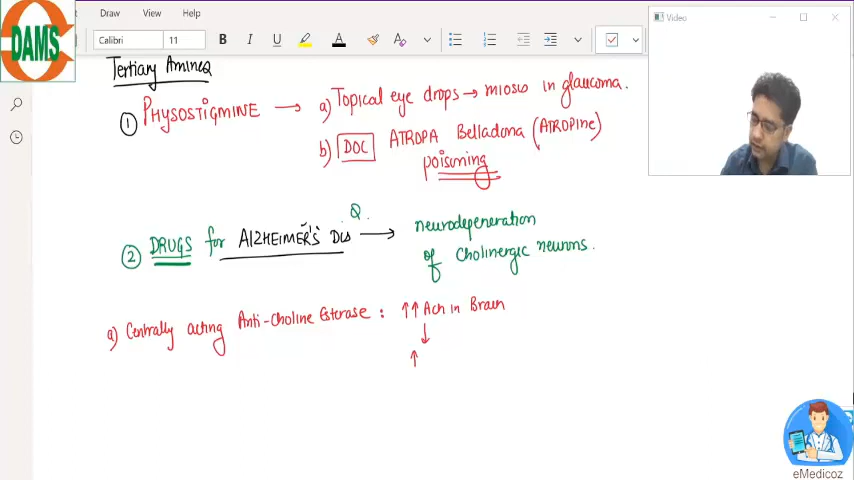 DAMS
Draw View Window Help
Calibri 11 B I U A
Video
Tertiary Amines
① PHYSOSTIGMINE → a) Topical eye drops → miosis in glaucoma.
b) DOC ATROPA Belladona (ATROPINE)
poisoning
② DRUGS for ALZHEIMER'S Dis Q. → neurodepeneration
of cholinergic neurons.
a) Centrally acting Anti-Choline Esterase : ↑↑ Ach in Brain
↓
↑
eMedicoz